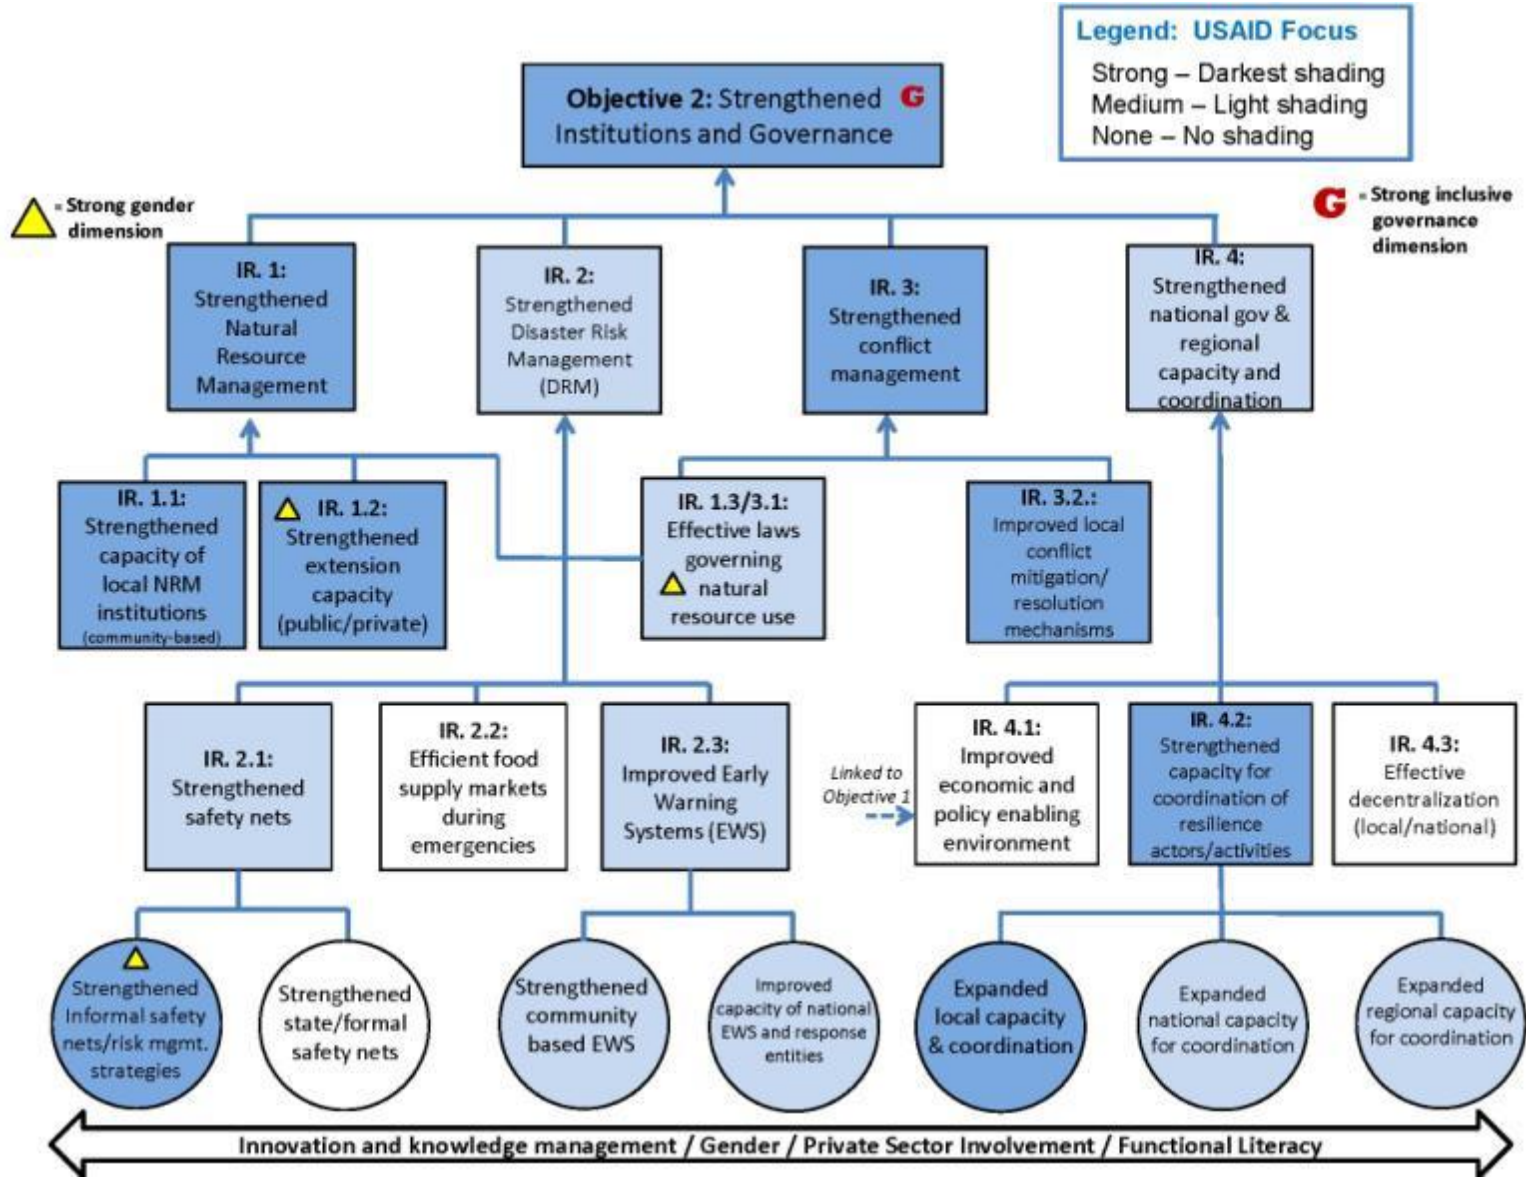 Legend: USAID Focus
Strong – Darkest shading
Medium – Light shading
None – No shading
Objective 2: Strengthened G
Institutions and Governance
= Strong gender
dimension
G = Strong inclusive
governance
dimension
IR. 1:
Strengthened
Natural
Resource
Management
IR. 2:
Strengthened
Disaster Risk
Management
(DRM)
IR. 3:
Strengthened
conflict
management
IR. 4:
Strengthened
national gov &
regional
capacity and
coordination
IR. 1.1:
Strengthened
capacity of
local NRM
institutions
(community-based)
IR. 1.2:
Strengthened
extension
capacity
(public/private)
IR. 1.3/3.1:
Effective laws
governing
natural
resource use
IR. 3.2.:
Improved local
conflict
mitigation/
resolution
mechanisms
IR. 2.1:
Strengthened
safety nets
IR. 2.2:
Efficient food
supply markets
during
emergencies
IR. 2.3:
Improved Early
Warning
Systems (EWS)
Linked to
Objective 1
IR. 4.1:
Improved
economic and
policy enabling
environment
IR. 4.2:
Strengthened
capacity for
coordination of
resilience
actors/activities
IR. 4.3:
Effective
decentralization
(local/national)
Strengthened
Informal safety
nets/risk mgmt.
strategies
Strengthened
state/formal
safety nets
Strengthened
community
based EWS
Improved
capacity of national
EWS and response
entities
Expanded
local capacity
& coordination
Expanded
national capacity
for coordination
Expanded
regional capacity
for coordination
Innovation and knowledge management / Gender / Private Sector Involvement / Functional Literacy